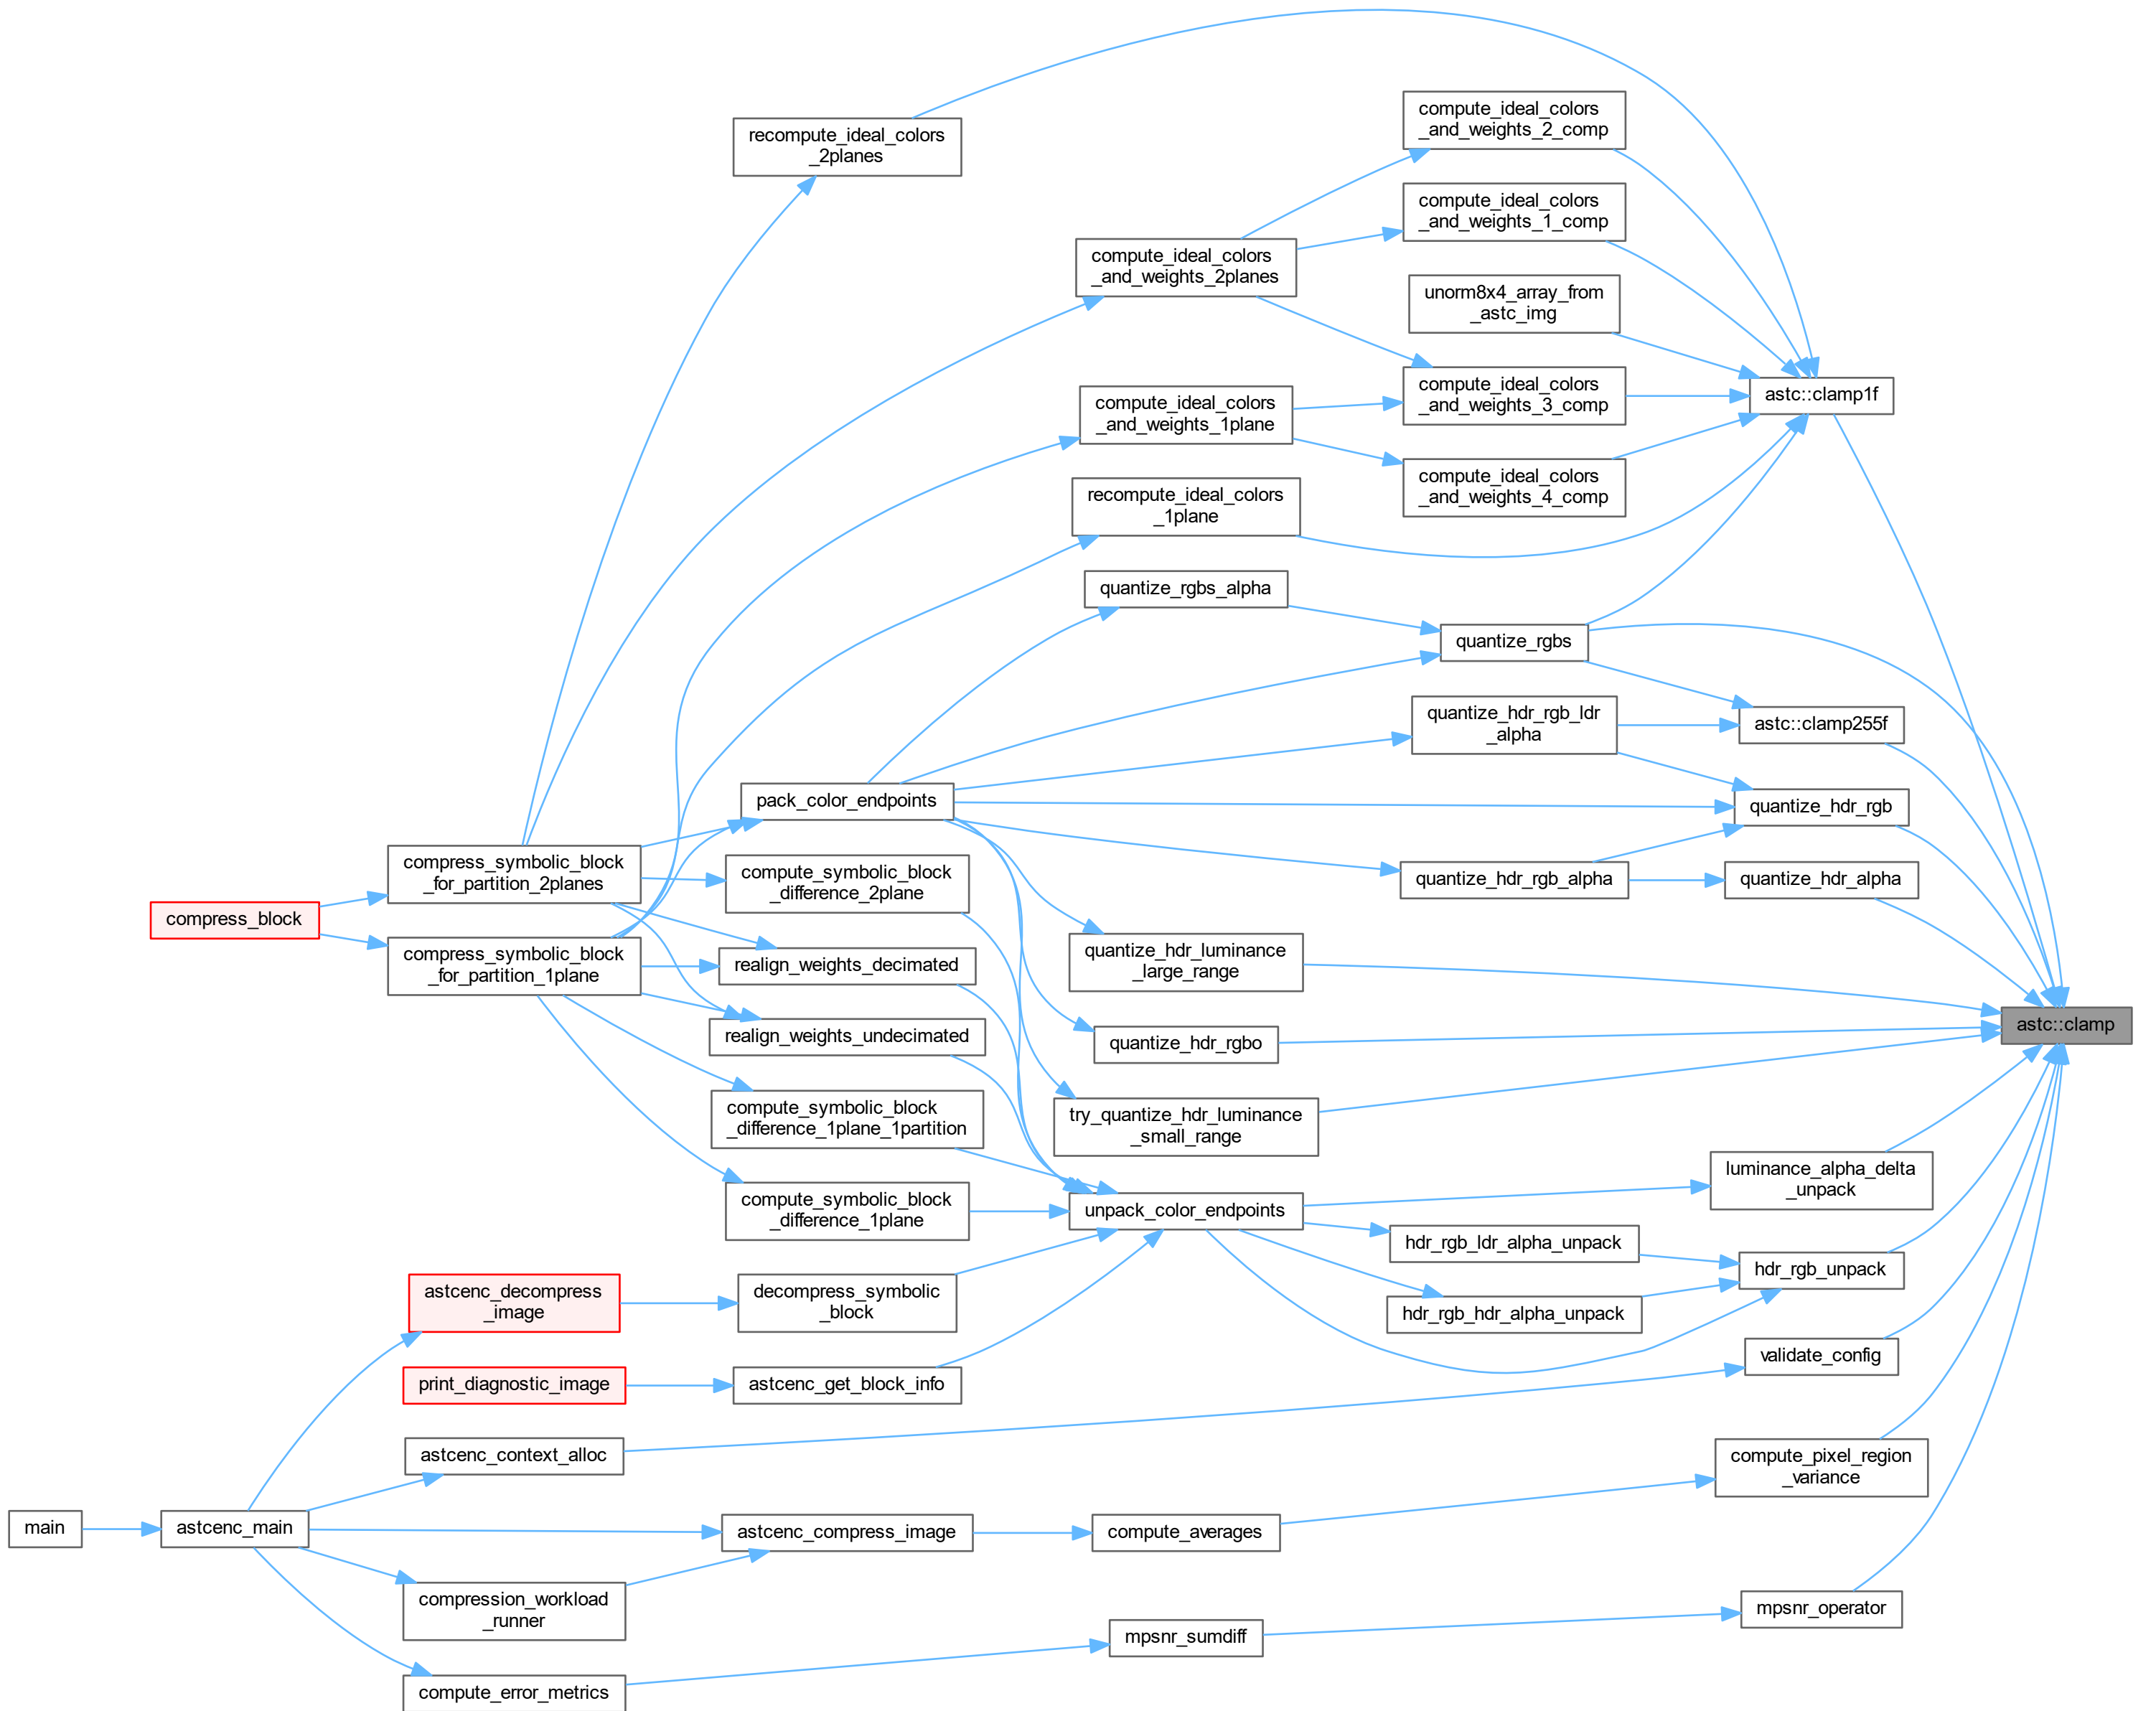 compute_ideal_colors
_and_weights_2_comp
recompute_ideal_colors
_2planes
compute_ideal_colors
_and_weights_1_comp
compute_ideal_colors
_and_weights_2planes
unorm8x4_array_from
_astc_img
astc::clamp1f
compute_ideal_colors
_and_weights_3_comp
compute_ideal_colors
_and_weights_1plane
compute_ideal_colors
_and_weights_4_comp
recompute_ideal_colors
_1plane
quantize_rgbs_alpha
quantize_rgbs
quantize_hdr_rgb_ldr
_alpha
astc::clamp255f
pack_color_endpoints
quantize_hdr_rgb
compress_symbolic_block
_for_partition_2planes
compute_symbolic_block
_difference_2plane
quantize_hdr_rgb_alpha
quantize_hdr_alpha
compress_block
compress_symbolic_block
_for_partition_1plane
realign_weights_decimated
quantize_hdr_luminance
_large_range
astc::clamp
realign_weights_undecimated
quantize_hdr_rgbo
compute_symbolic_block
_difference_1plane_1partition
try_quantize_hdr_luminance
_small_range
luminance_alpha_delta
_unpack
compute_symbolic_block
_difference_1plane
unpack_color_endpoints
hdr_rgb_ldr_alpha_unpack
hdr_rgb_unpack
astcenc_decompress
_image
decompress_symbolic
_block
hdr_rgb_hdr_alpha_unpack
validate_config
print_diagnostic_image
astcenc_get_block_info
astcenc_context_alloc
compute_pixel_region
_variance
main
astcenc_main
astcenc_compress_image
compute_averages
compression_workload
_runner
mpsnr_operator
mpsnr_sumdiff
compute_error_metrics